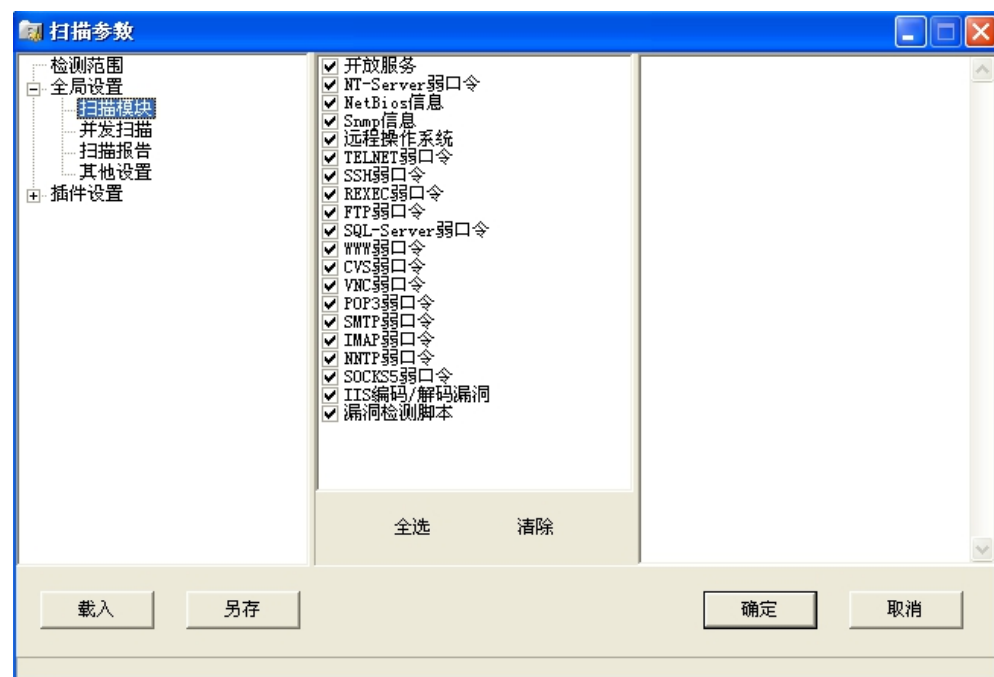 扫描参数
检测范围
全局设置
扫描模块
并发扫描
扫描报告
其他设置
插件设置
开放服务
NT-Server弱口令
NetBios信息
Snmp信息
远程操作系统
TELNET弱口令
SSH弱口令
REXEC弱口令
FTP弱口令
SQL-Server弱口令
WWW弱口令
CVS弱口令
VNC弱口令
POP3弱口令
SMTP弱口令
IMAP弱口令
NNTP弱口令
SOCKS5弱口令
IIS编码/解码漏洞
漏洞检测脚本
全选 清除
载入 另存 确定 取消